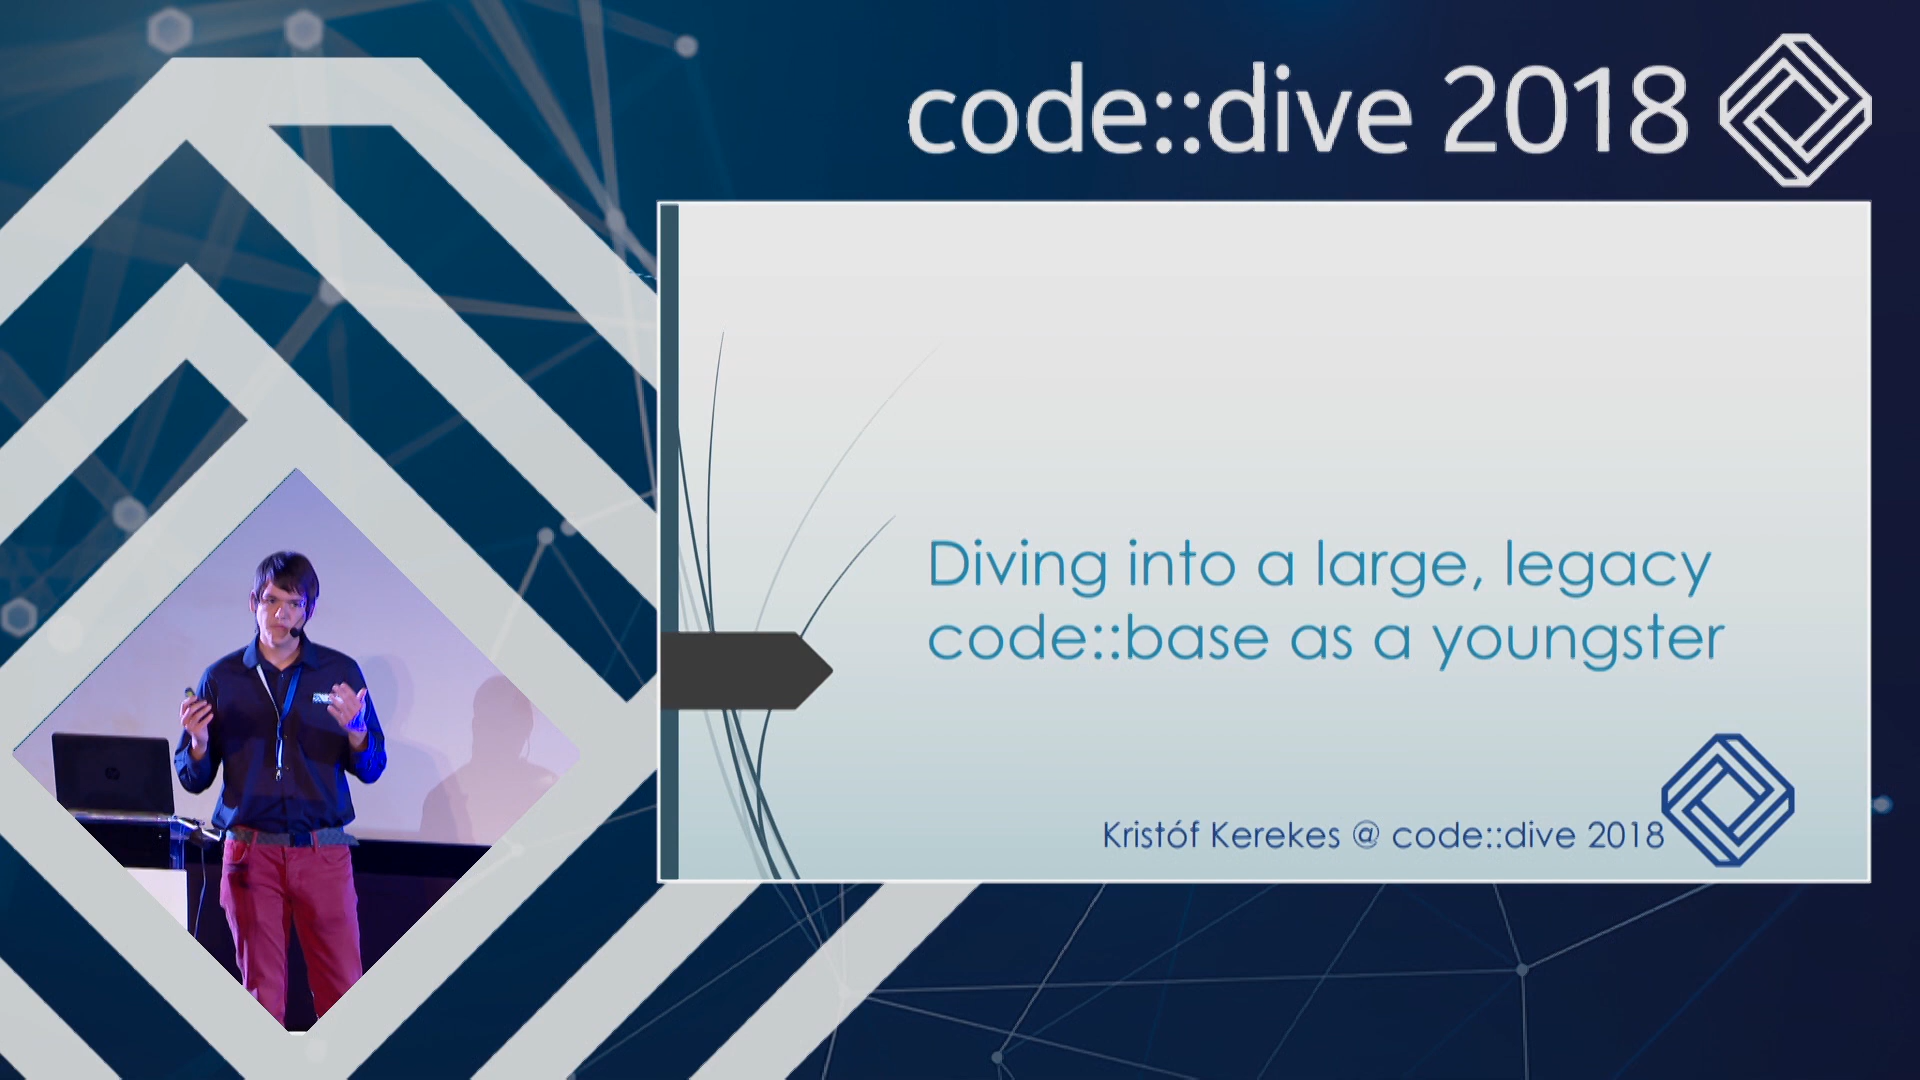 code::dive 2018
Diving into a large, legacy
code::base as a youngster
Kristóf Kerekes @ code::dive 2018